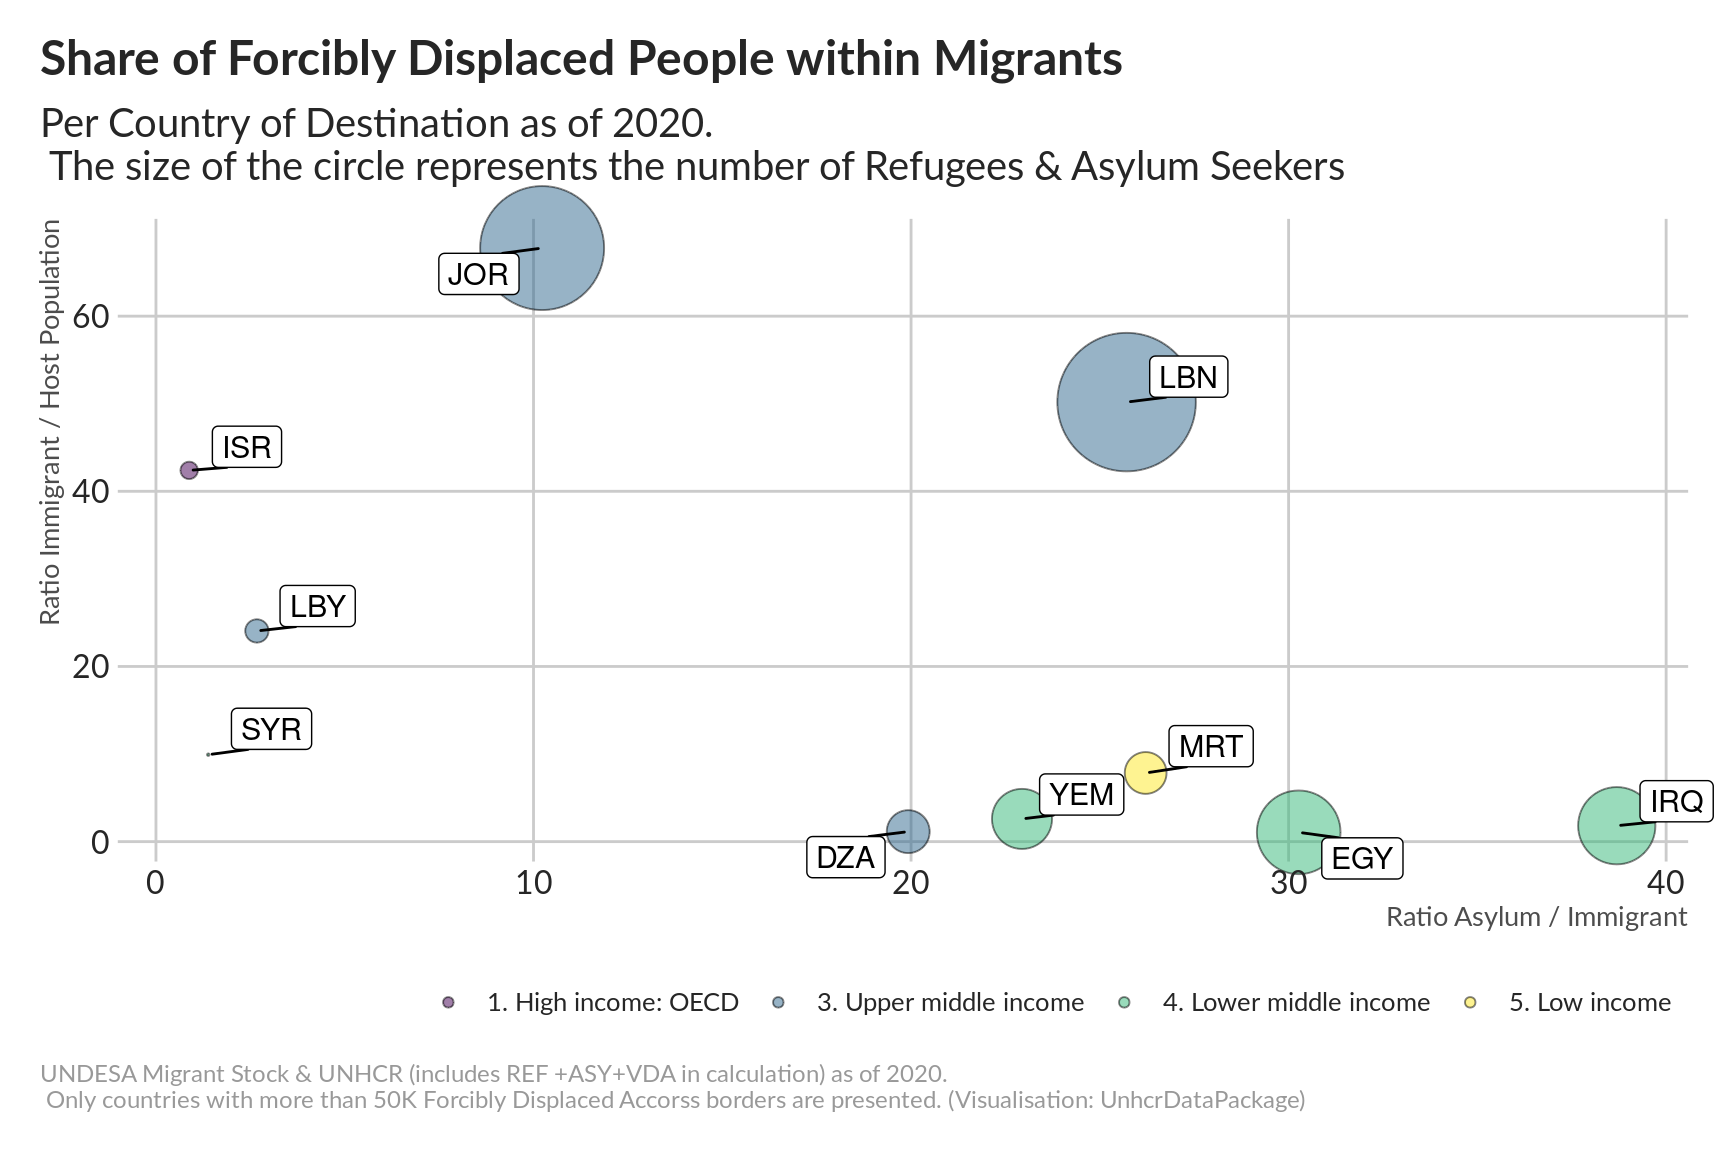 Share of Forcibly Displaced People within Migrants
Per Country of Destination as of 2020.
The size of the circle represents the number of Refugees & Asylum Seekers
Ratio Immigrant / Host Population
60
40
20
0
JOR
LBN
ISR
LBY
SYR
MRT
YEM
IRQ
DZA
EGY
0
10
20
30
40
Ratio Asylum / Immigrant
1. High income: OECD
3. Upper middle income
4. Lower middle income
5. Low income
UNDESA Migrant Stock & UNHCR (includes REF +ASY+VDA in calculation) as of 2020.
Only countries with more than 50K Forcibly Displaced Accorss borders are presented. (Visualisation: UnhcrDataPackage)